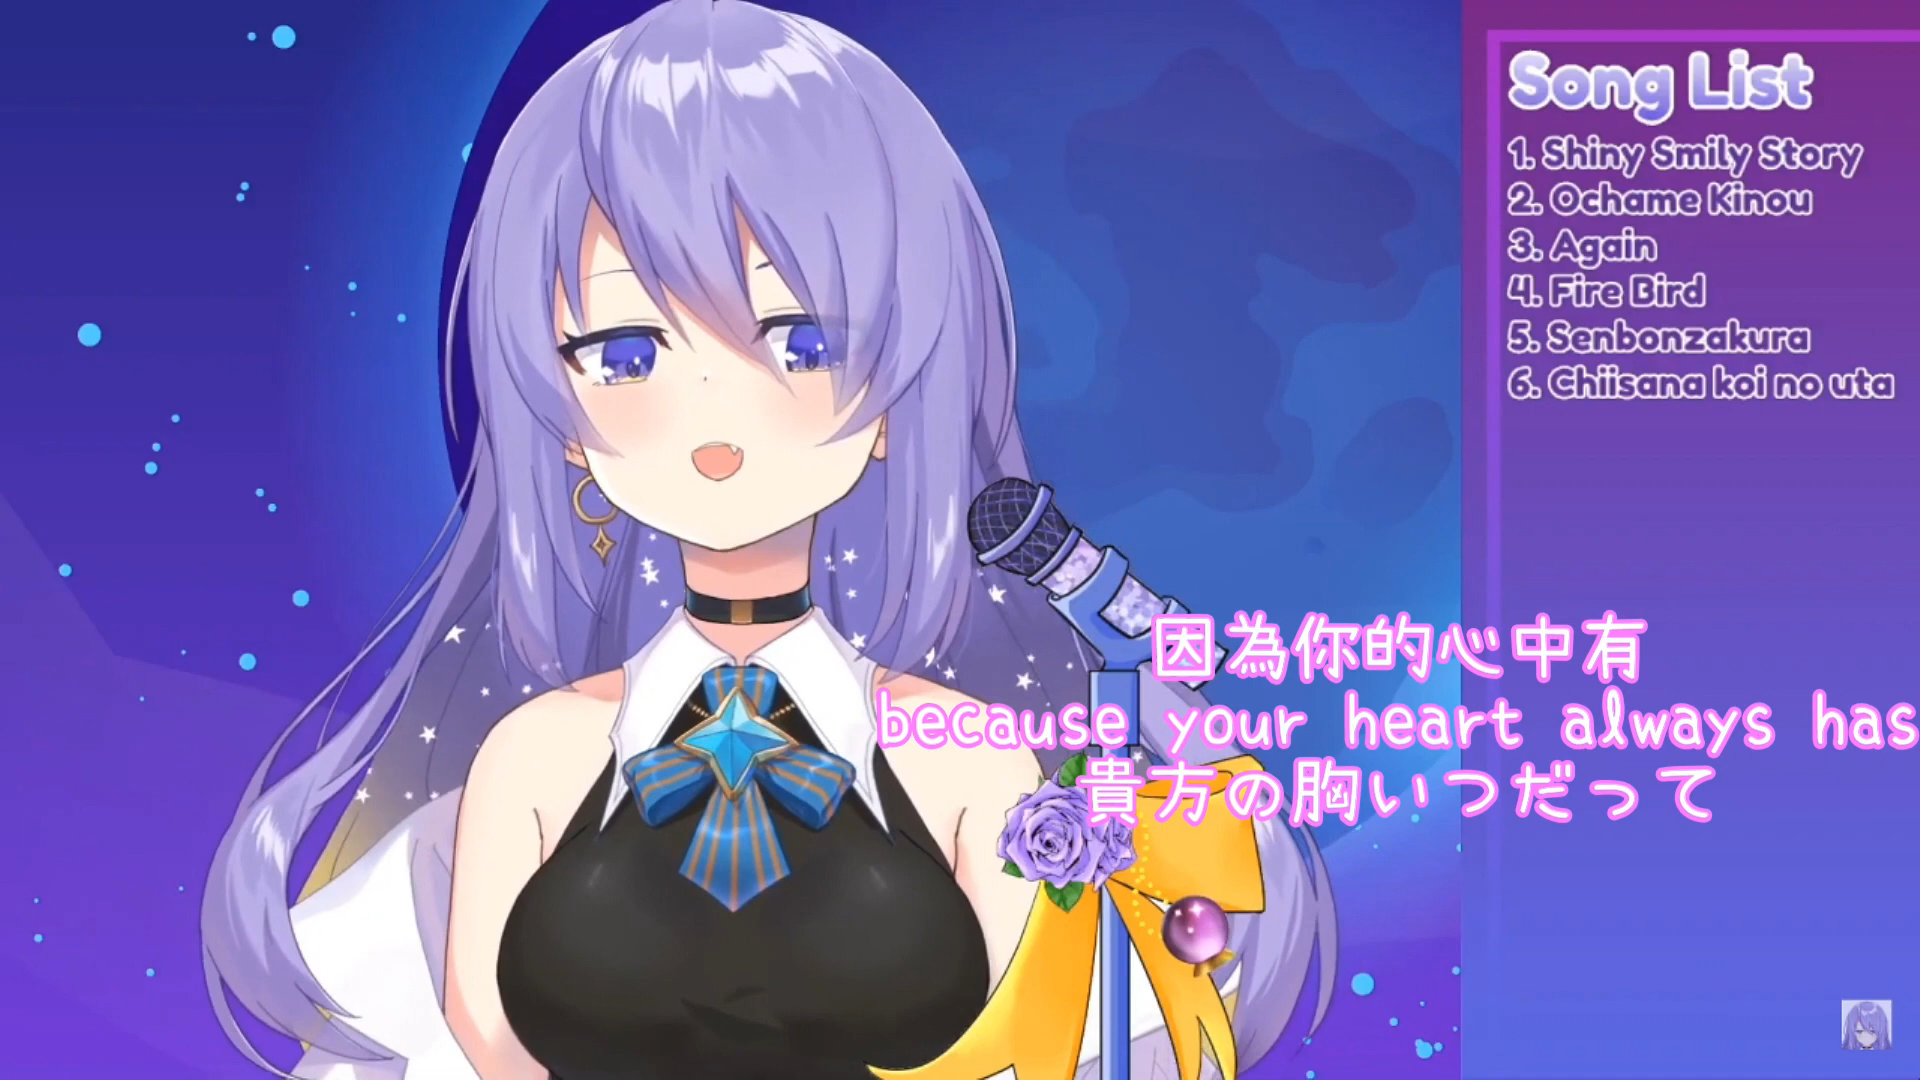 Song List
1. Shiny Smily Story
2. Ochame Kinou
3. Again
4. Fire Bird
5. Senbonzakura
6. Chiisana koi no uta
因為你的心中有
because your heart always has
貴方の胸いつだって